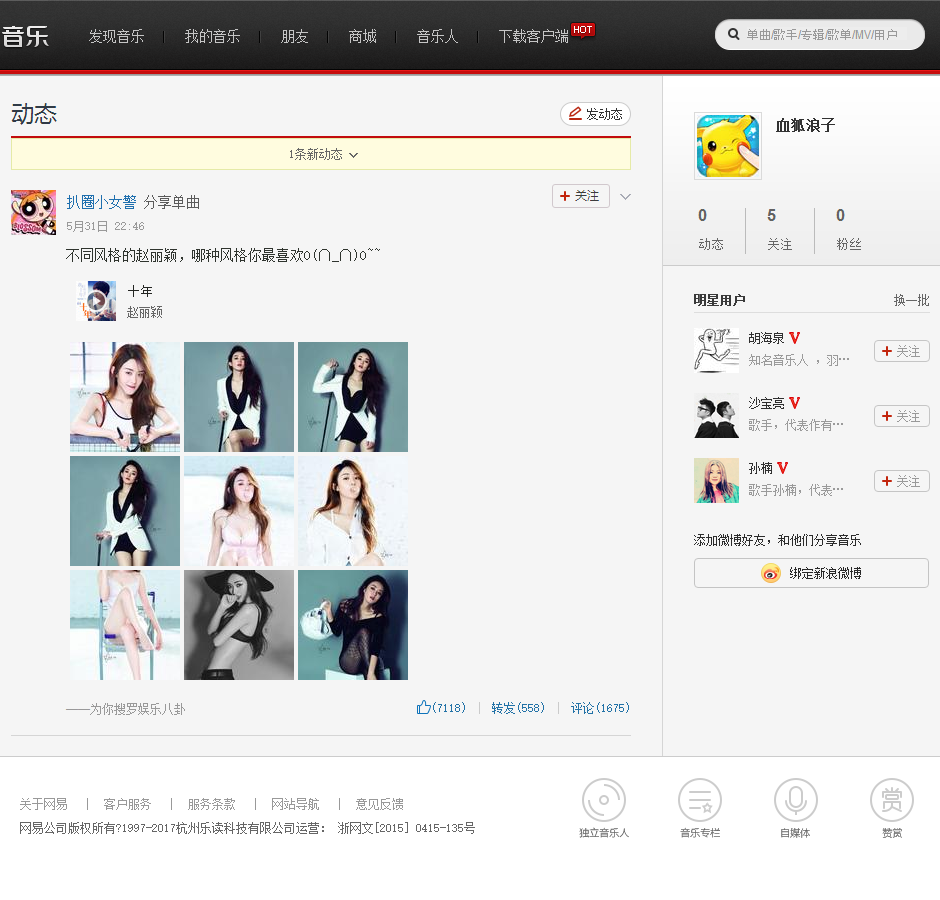 音乐 发现音乐 我的音乐 朋友 商城 音乐人 下载客户端 HOT 单曲/歌手/专辑/歌单/MV/用户
动态 发动态
1条新动态
扒圈小女警 分享单曲 + 关注
5月31日 22:46
不同风格的赵丽颖，哪种风格你最喜欢O(∩_∩)O~~
十年
赵丽颖
——为你搜罗娱乐八卦 (7118) | 转发(558) | 评论(1675)
血狐浪子
0 5 0
动态 关注 粉丝
明星用户 换一批
胡海泉 V
知名音乐人 ，羽… + 关注
沙宝亮 V
歌手，代表作有… + 关注
孙楠 V
歌手孙楠，代表… + 关注
添加微博好友，和他们分享音乐
绑定新浪微博
关于网易 | 客户服务 | 服务条款 | 网站导航 | 意见反馈
网易公司版权所有?1997-2017杭州乐读科技有限公司运营： 浙网文[2015] 0415-135号
赏
独立音乐人 音乐专栏 自媒体 赞赏